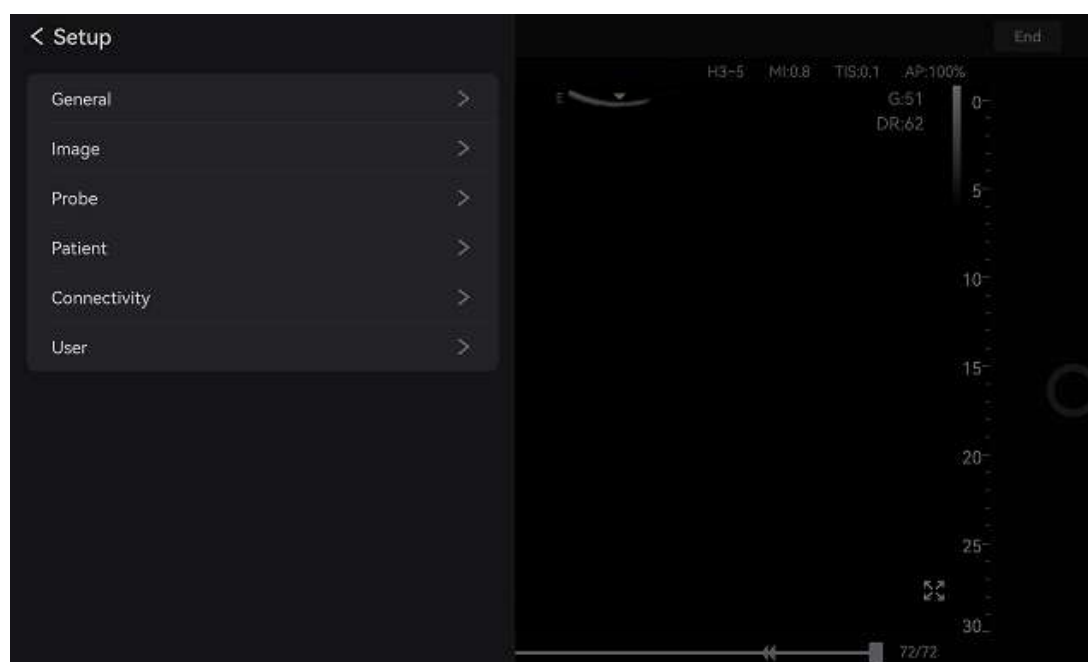 Setup
General
Image
Probe
Patient
Connectivity
User
End
H3-5 MI:0.8 TIS:0.1 AP:100%
E
G:51
DR:62
0
5
10
15
20
25
30
72/72